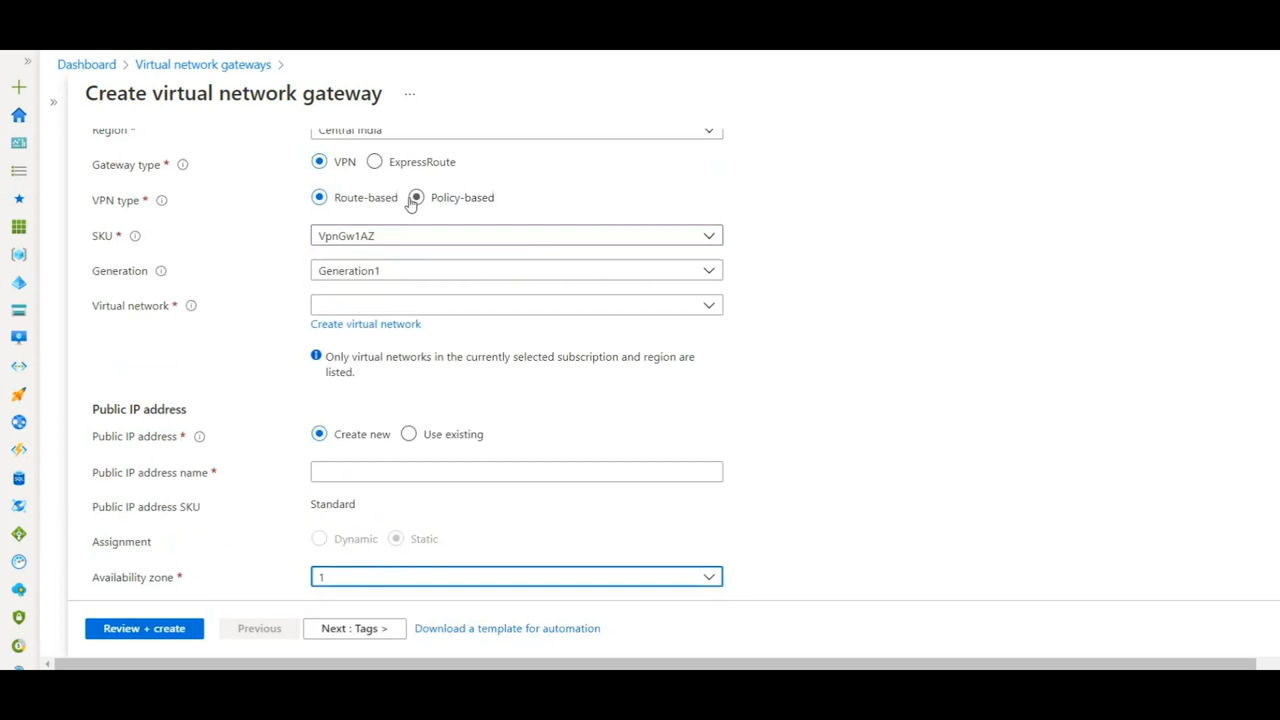 Dashboard > Virtual network gateways >
Create virtual network gateway ...
Region * Central India
Gateway type * VPN ExpressRoute
VPN type * Route-based Policy-based
SKU * VpnGw1AZ
Generation Generation1
Virtual network *
Create virtual network
Only virtual networks in the currently selected subscription and region are
listed.
Public IP address
Public IP address * Create new Use existing
Public IP address name *
Public IP address SKU Standard
Assignment Dynamic Static
Availability zone * 1
Review + create Previous Next : Tags > Download a template for automation